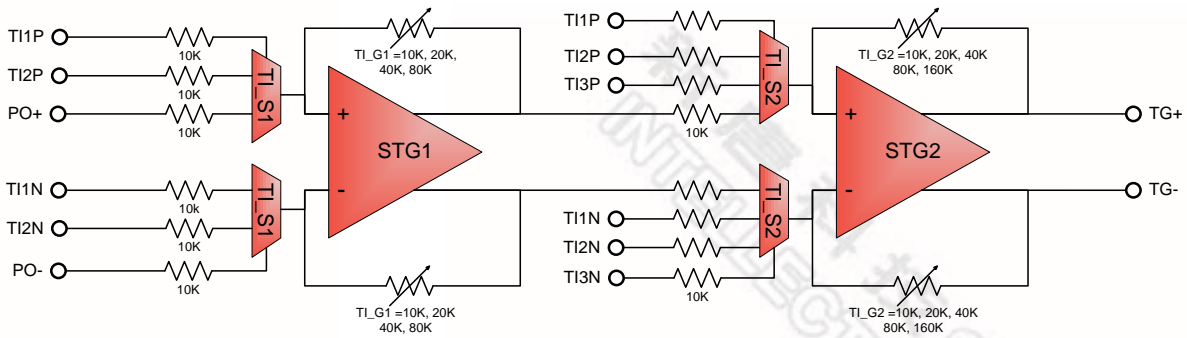 TI1P
10K
TI2P
10K
PO+
10K
TI_S1
TI_G1 =10K, 20K,
40K, 80K
+
STG1
-
TI1N
10k
TI2N
10K
PO-
10K
TI_S1
TI_G1 =10K, 20K
40K, 80K
TI1P
TI2P
TI3P
10K
TI_S2
TI_G2 =10K, 20K, 40K
80K, 160K
+
STG2
-
TG+
TG-
TI1N
TI2N
TI3N
10K
TI_S2
TI_G2 =10K, 20K, 40K
80K, 160K